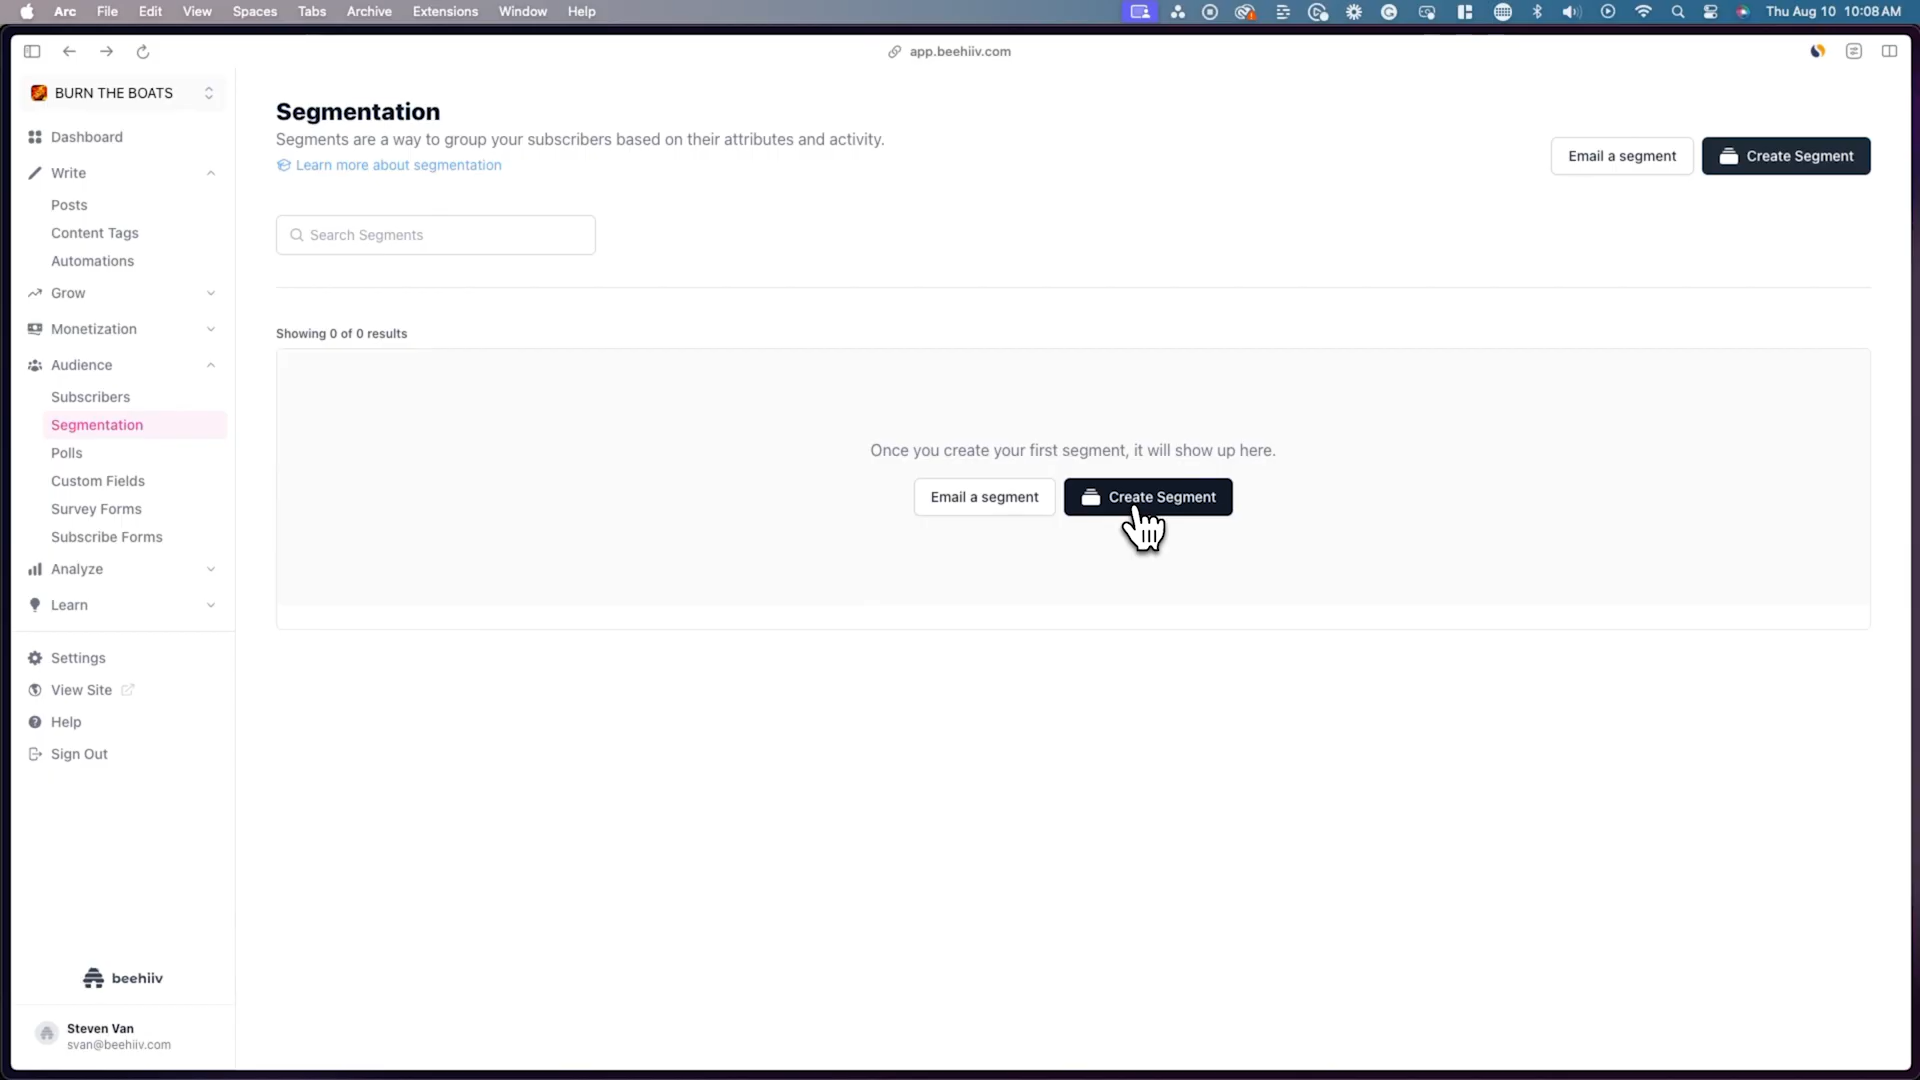 Arc File Edit View Spaces Tabs Archive Extensions Window Help Thu Aug 10 10:08 AM
app.beehiiv.com
BURN THE BOATS
Dashboard
Write
Posts
Content Tags
Automations
Grow
Monetization
Audience
Subscribers
Segmentation
Polls
Custom Fields
Survey Forms
Subscribe Forms
Analyze
Learn
Settings
View Site
Help
Sign Out
beehiiv
Steven Van
svan@beehiiv.com
Segmentation
Segments are a way to group your subscribers based on their attributes and activity.
Learn more about segmentation
Email a segment
Create Segment
Search Segments
Showing 0 of 0 results
Once you create your first segment, it will show up here.
Email a segment
Create Segment